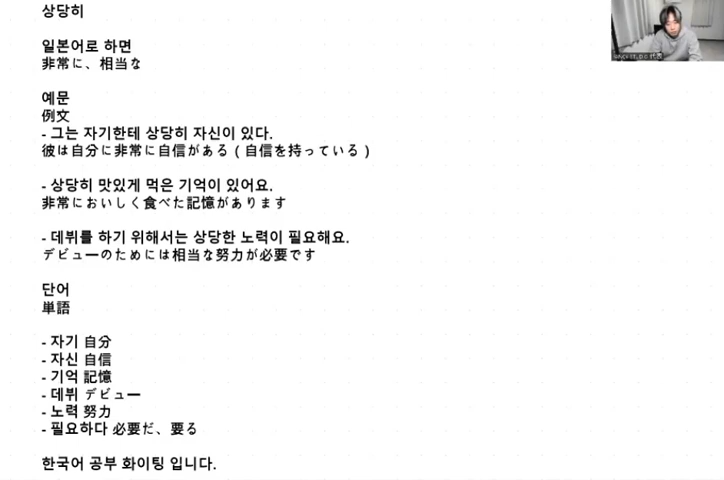 상당히
일본어로 하면
非常に、相当な
예문
例文
- 그는 자기한테 상당히 자신이 있다.
彼は自分に非常に自信がある ( 自信を持っている )
- 상당히 맛있게 먹은 기억이 있어요.
非常においしく食べた記憶があります
- 데뷔를 하기 위해서는 상당한 노력이 필요해요.
デビューのためには相当な努力が必要です
단어
単語
- 자기 自分
- 자신 自信
- 기억 記憶
- 데뷔 デビュー
- 노력 努力
- 필요하다 必要だ、要る
한국어 공부 화이팅 입니다.